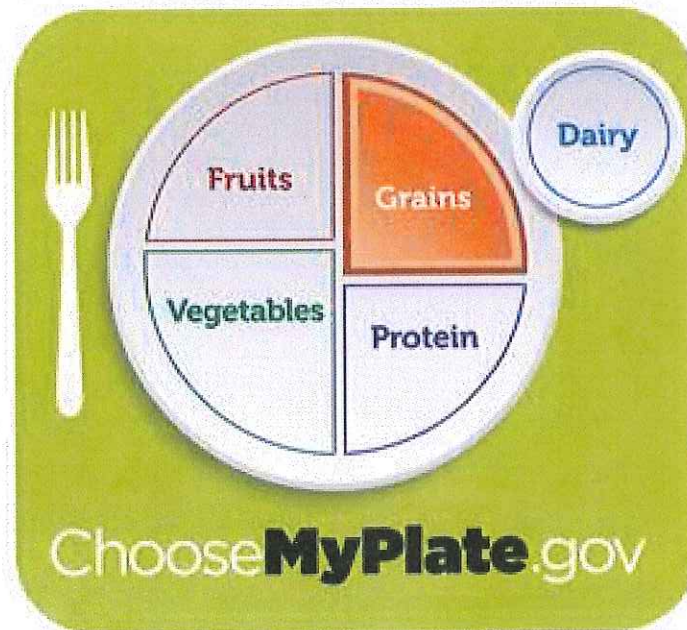 Fruits
Grains
Dairy
Vegetables
Protein
ChooseMyPlate.gov